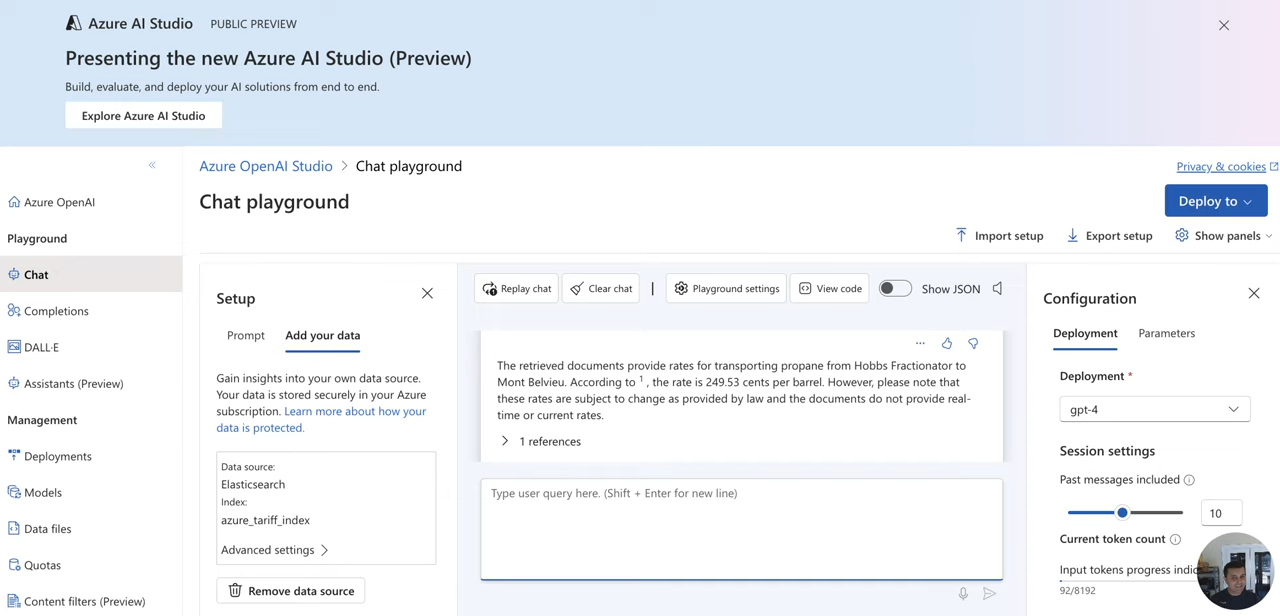 Azure AI Studio PUBLIC PREVIEW
Presenting the new Azure AI Studio (Preview)
Build, evaluate, and deploy your AI solutions from end to end.
Explore Azure AI Studio
Azure OpenAI Studio > Chat playground
Privacy & cookies
Chat playground
Deploy to
Import setup
Export setup
Show panels
Azure OpenAI
Playground
Chat
Completions
DALL·E
Assistants (Preview)
Management
Deployments
Models
Data files
Quotas
Content filters (Preview)
Setup
Prompt
Add your data
Gain insights into your own data source.
Your data is stored securely in your Azure
subscription. Learn more about how your
data is protected.
Data source:
Elasticsearch
Index:
azure_tariff_index
Advanced settings
Remove data source
Replay chat
Clear chat
Playground settings
View code
Show JSON
The retrieved documents provide rates for transporting propane from Hobbs Fractionator to
Mont Belvieu. According to 1 , the rate is 249.53 cents per barrel. However, please note that
these rates are subject to change as provided by law and the documents do not provide real-
time or current rates.
1 references
Type user query here. (Shift + Enter for new line)
Configuration
Deployment
Parameters
Deployment *
gpt-4
Session settings
Past messages included
10
Current token count
Input tokens progress
92/8192